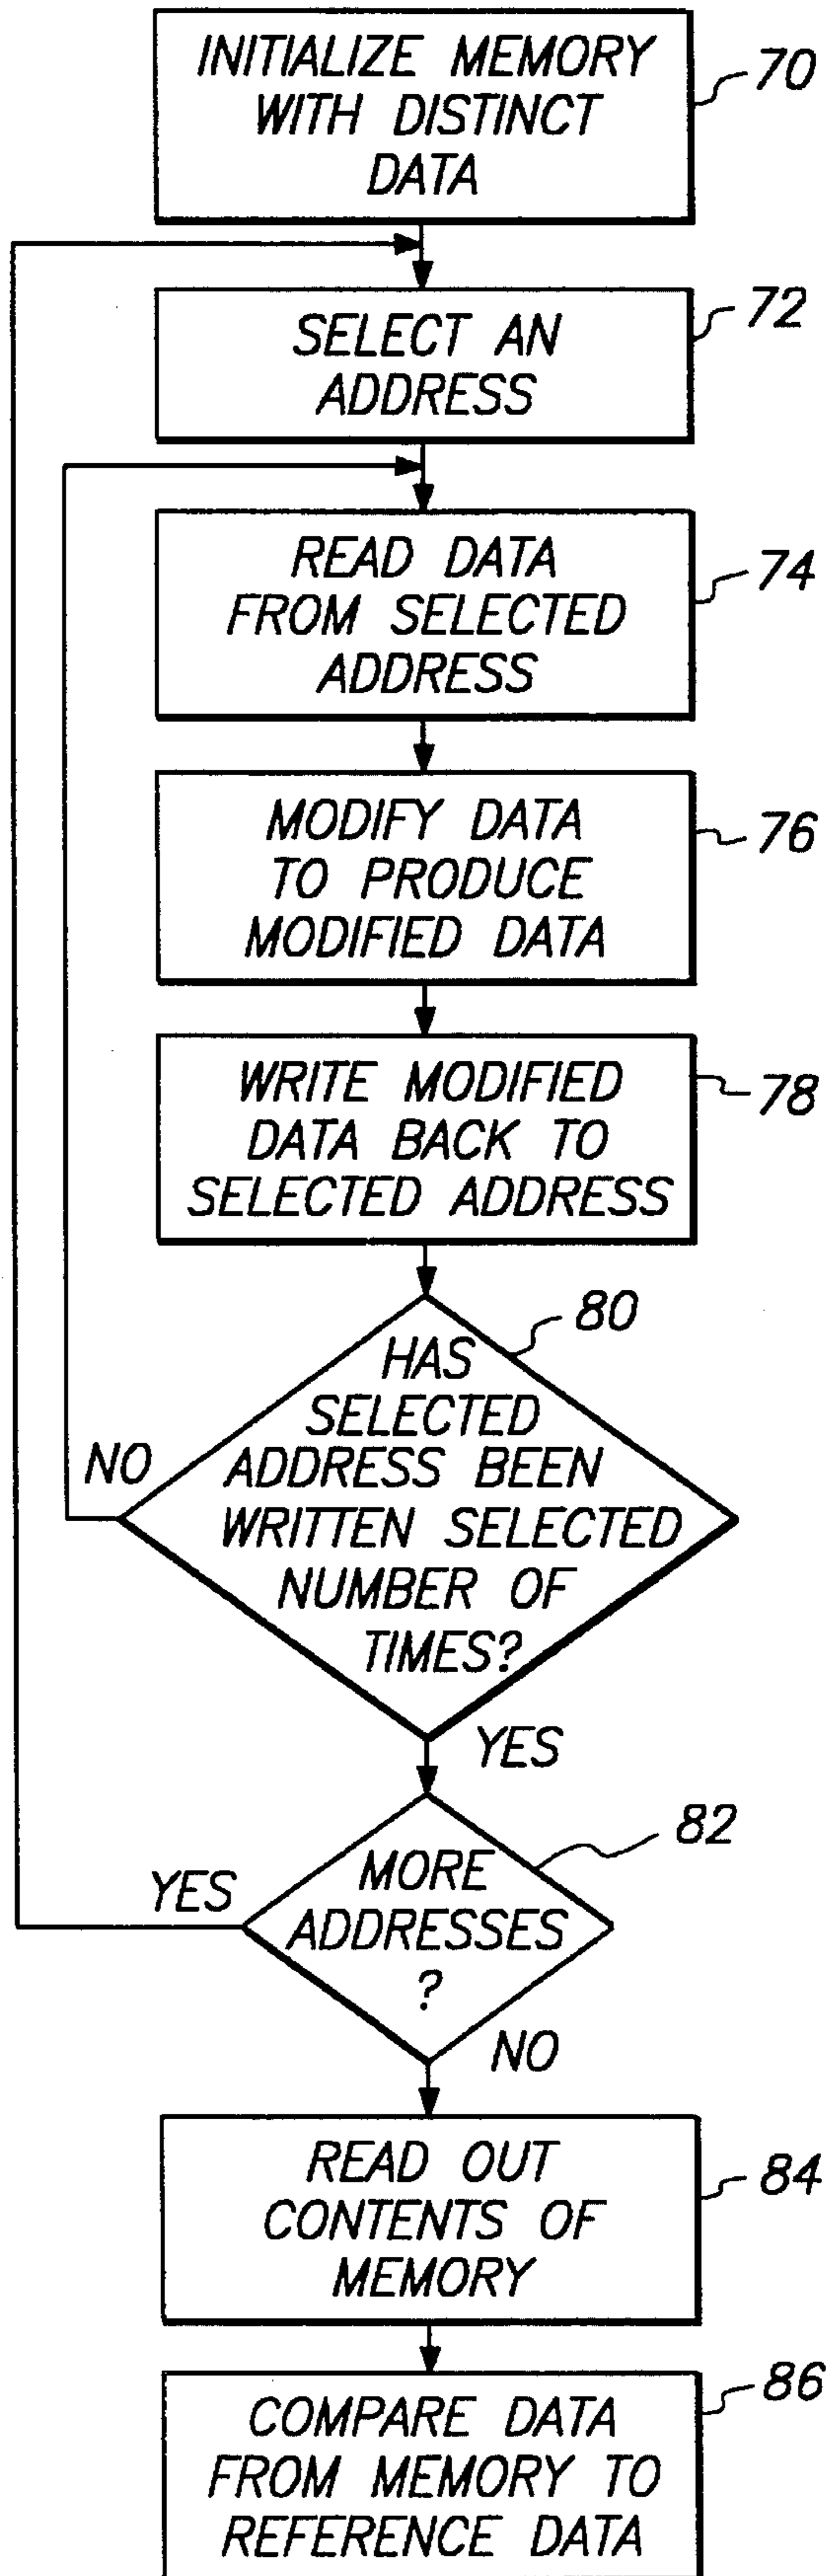 INITIALIZE MEMORY
WITH DISTINCT
DATA
70
SELECT AN
ADDRESS
72
READ DATA
FROM SELECTED
ADDRESS
74
MODIFY DATA
TO PRODUCE
MODIFIED DATA
76
WRITE MODIFIED
DATA BACK TO
SELECTED ADDRESS
78
80
HAS
SELECTED
ADDRESS BEEN
WRITTEN SELECTED
NUMBER OF
TIMES?
NO
YES
82
MORE
ADDRESSES
?
YES
NO
READ OUT
CONTENTS OF
MEMORY
84
COMPARE DATA
FROM MEMORY TO
REFERENCE DATA
86